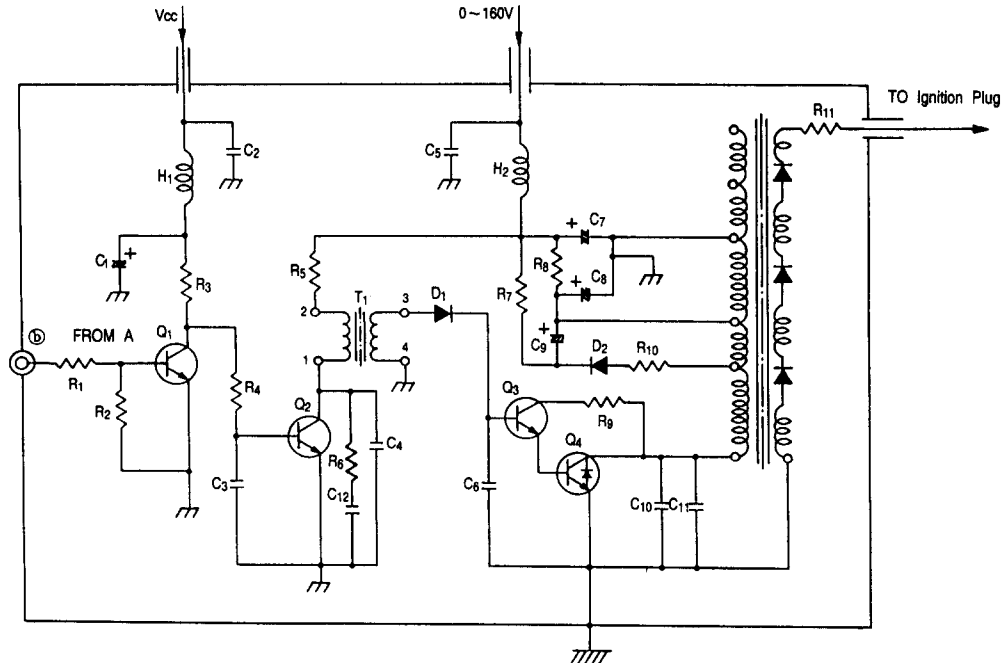 Vcc
0~160V
TO Ignition Plug
R11
C2
C5
H1
H2
C1
R3
R5
T1
D1
R7
R8
C7
C8
C9
D2
R10
2
3
1
4
ⓑ
FROM A
Q1
R1
R2
R4
Q2
C3
R6
C12
C4
Q3
R9
Q4
C6
C10
C11